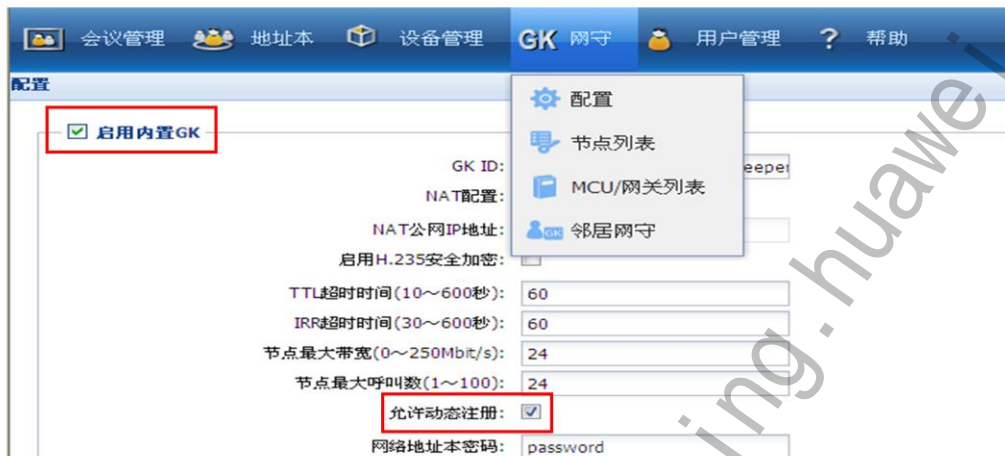 会议管理 地址本 设备管理 GK 网守 用户管理 ? 帮助
配置
配置
节点列表
MCU/网关列表
GK 邻居网守
启用内置GK
GK ID: eeper
NAT配置:
NAT公网IP地址:
启用H.235安全加密:
TTL超时时间(10～600秒): 60
IRR超时时间(30～600秒): 60
节点最大带宽(0～250Mbit/s): 24
节点最大呼叫数(1～100): 24
允许动态注册:
网络地址本密码: password
ing.huawei